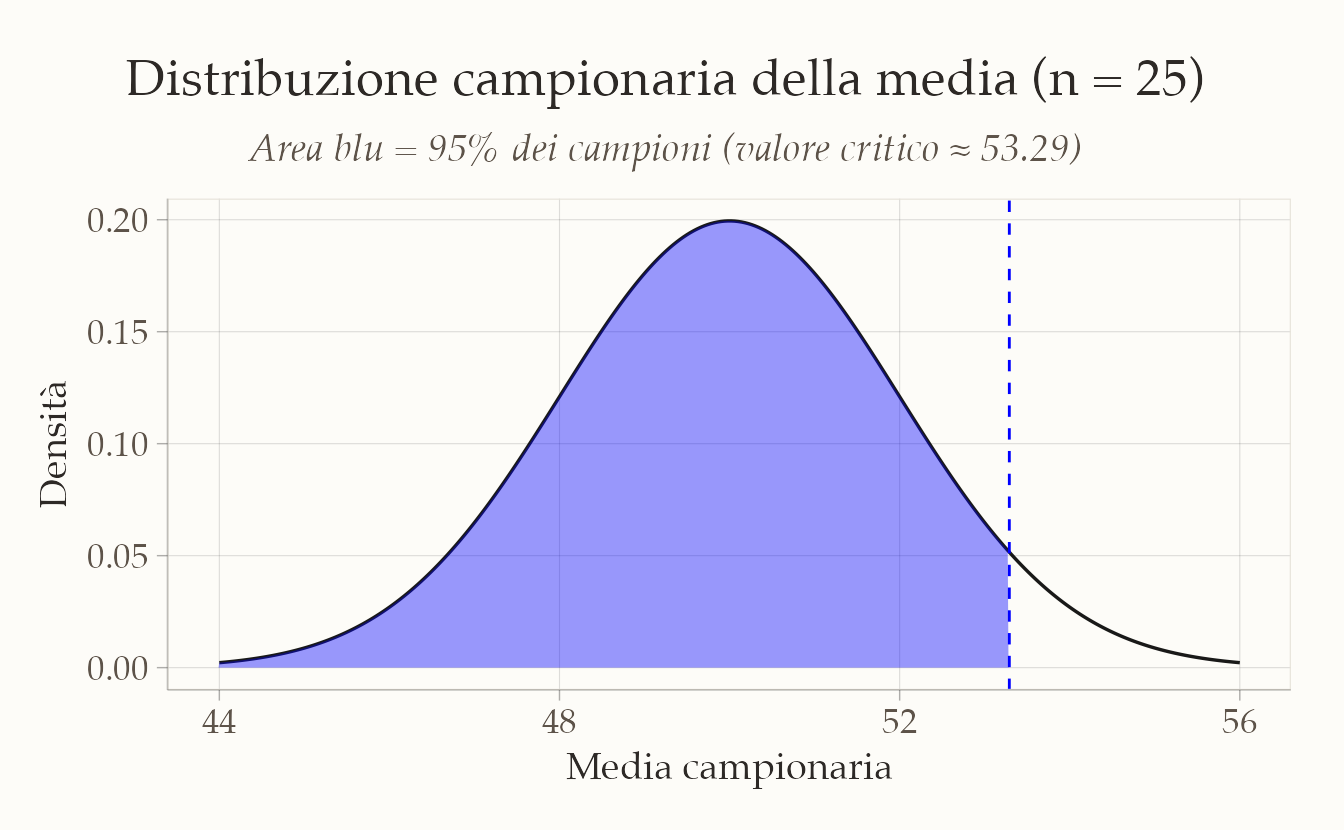 Distribuzione campionaria della media (n = 25)
Area blu = 95% dei campioni (valore critico ≈ 53.29)
Densità
0.20
0.15
0.10
0.05
0.00
44 48 52 56
Media campionaria